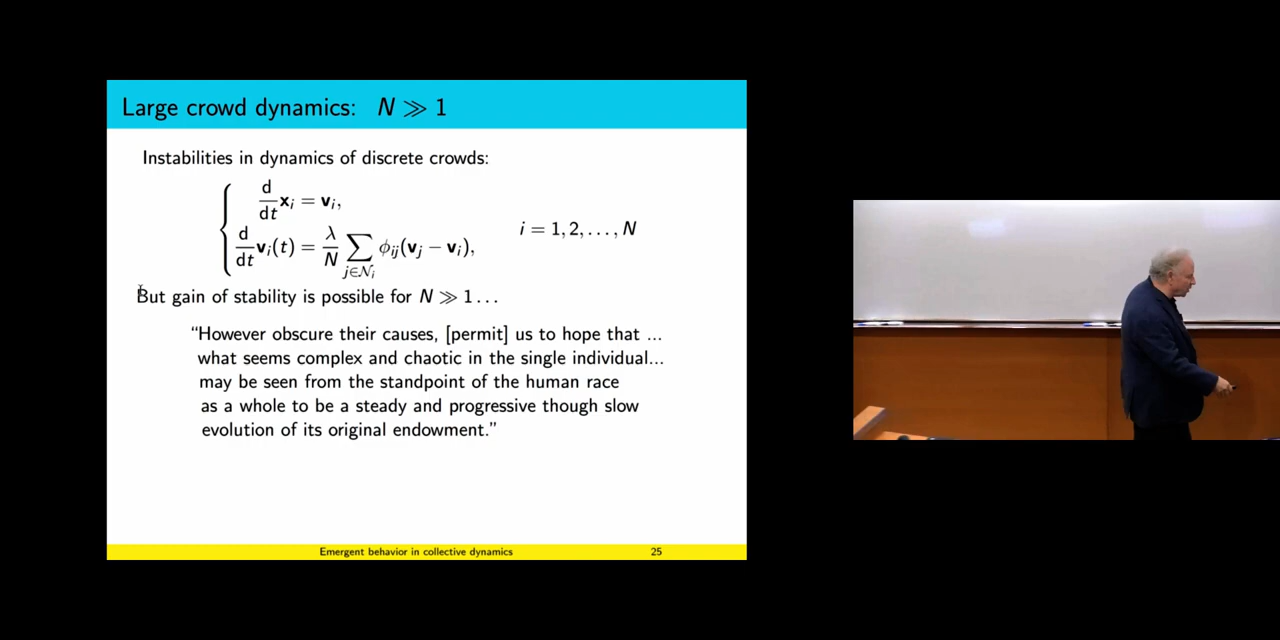 Large crowd dynamics: N ≫ 1
Instabilities in dynamics of discrete crowds:
d/dt x_i = v_i,
d/dt v_i(t) = λ/N ∑_{j∈𝒩_i} ϕ_{ij}(v_j − v_i),
i = 1, 2, . . . , N
But gain of stability is possible for N ≫ 1 . . .
“However obscure their causes, [permit] us to hope that ...
what seems complex and chaotic in the single individual...
may be seen from the standpoint of the human race
as a whole to be a steady and progressive though slow
evolution of its original endowment.”
Emergent behavior in collective dynamics 25